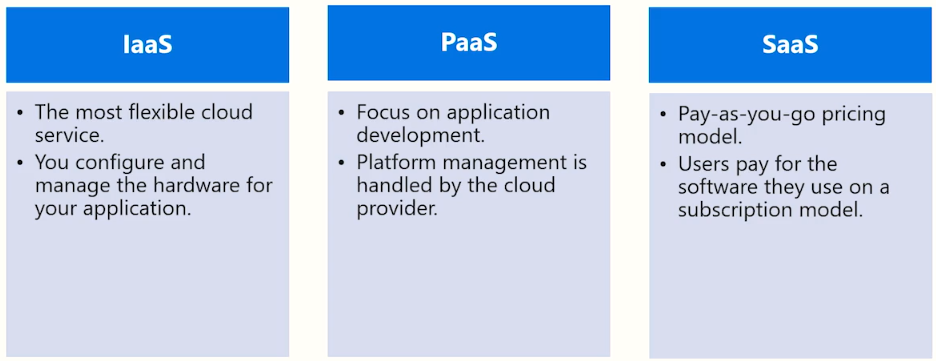 IaaS
• The most flexible cloud
service.
• You configure and
manage the hardware for
your application.
PaaS
• Focus on application
development.
• Platform management is
handled by the cloud
provider.
SaaS
• Pay-as-you-go pricing
model.
• Users pay for the
software they use on a
subscription model.